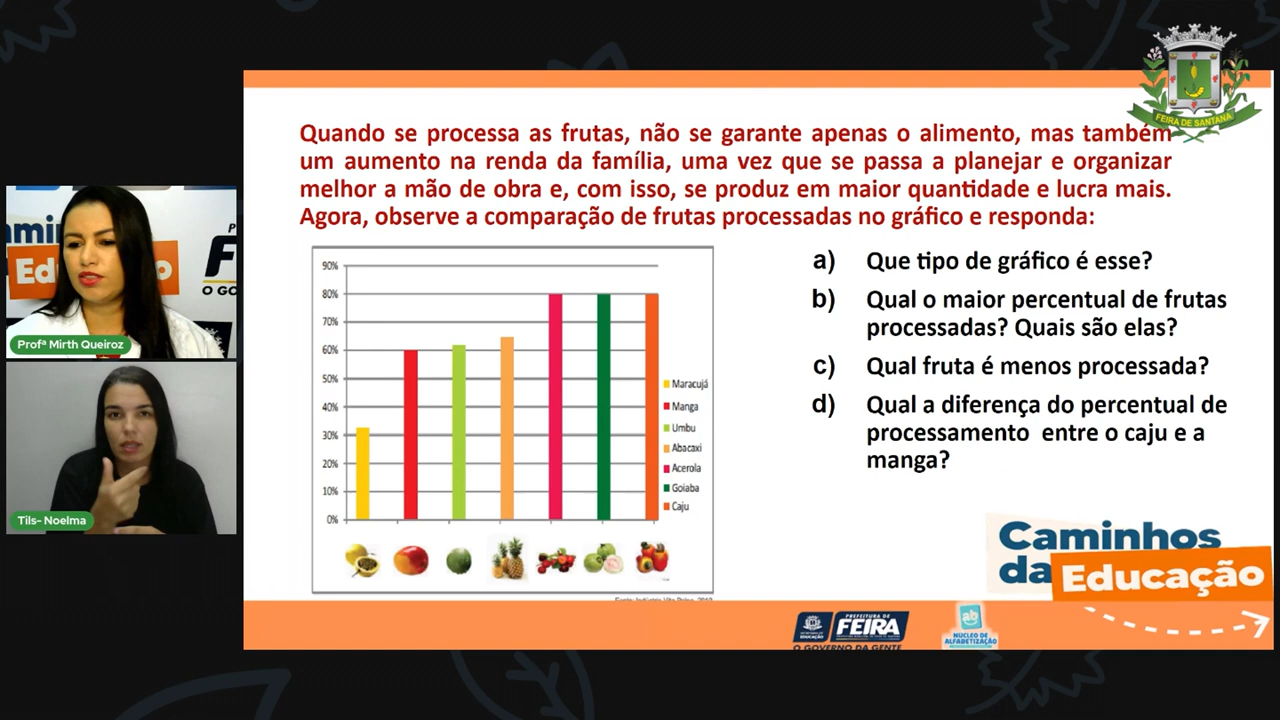 FEIRA DE SANTANA
Quando se processa as frutas, não se garante apenas o alimento, mas também
um aumento na renda da família, uma vez que se passa a planejar e organizar
melhor a mão de obra e, com isso, se produz em maior quantidade e lucra mais.
Agora, observe a comparação de frutas processadas no gráfico e responda:
90%
80%
70%
60%
50%
40%
30%
20%
10%
0%
Maracujá
Manga
Umbu
Abacaxi
Acerola
Goiaba
Caju
a) Que tipo de gráfico é esse?
b) Qual o maior percentual de frutas
processadas? Quais são elas?
c) Qual fruta é menos processada?
d) Qual a diferença do percentual de
processamento entre o caju e a
manga?
Profª Mirth Queiroz
Tils- Noelma
Caminhos
da Educação
PREFEITURA DE
FEIRA
O GOVERNO DA GENTE
NÚCLEO DE
ALFABETIZAÇÃO